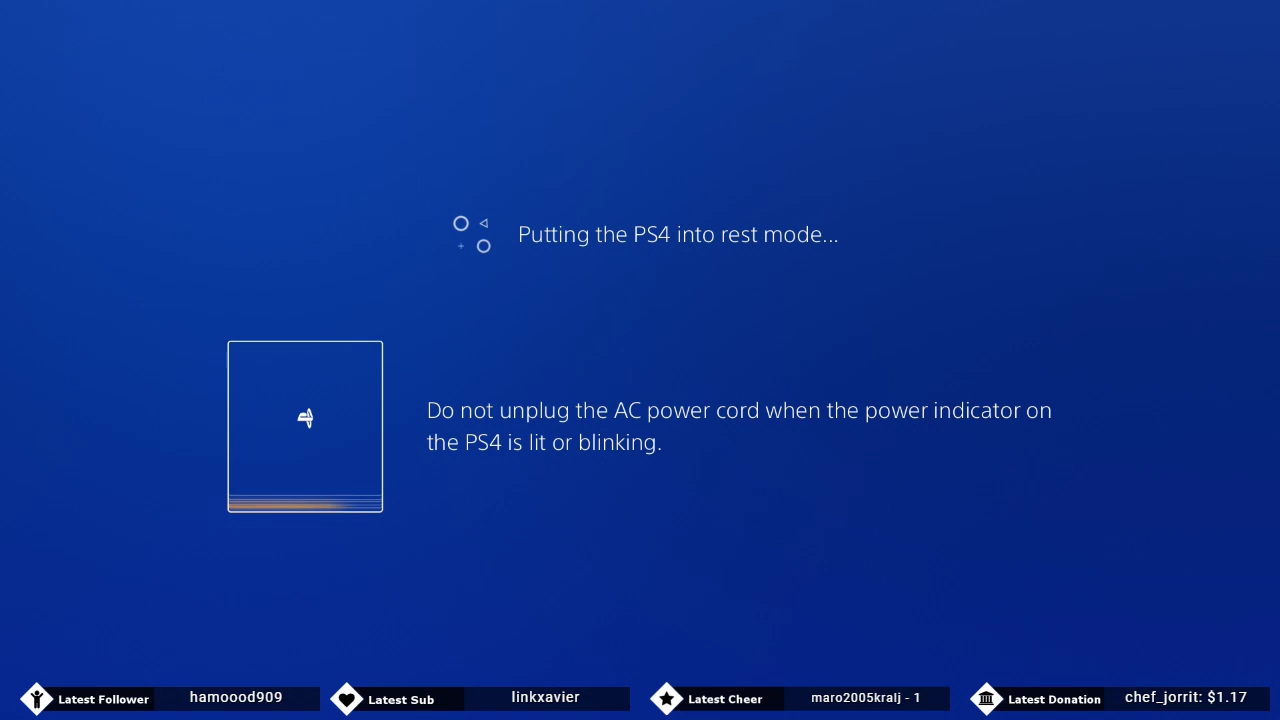 Putting the PS4 into rest mode...
Do not unplug the AC power cord when the power indicator on
the PS4 is lit or blinking.
Latest Follower hamoood909 Latest Sub linkxavier Latest Cheer maro2005kralj - 1 Latest Donation chef_jorrit: $1.17